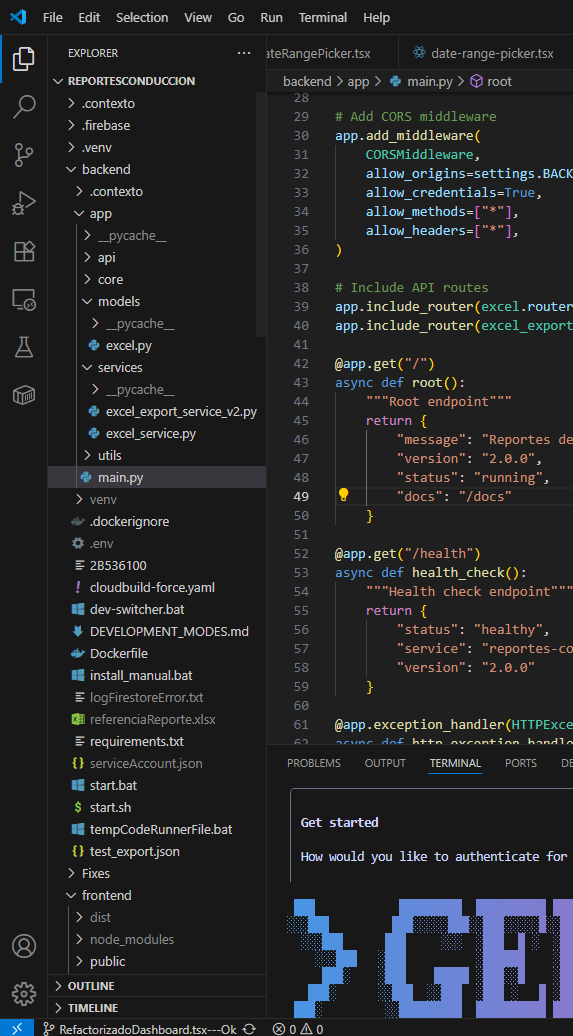 File Edit Selection View Go Run Terminal Help
EXPLORER
REPORTESCONDUCCION
.contexto
.firebase
.venv
backend
.contexto
app
__pycache__
api
core
models
__pycache__
excel.py
services
__pycache__
excel_export_service_v2.py
excel_service.py
utils
main.py
venv
.dockerignore
.env
2B536100
cloudbuild-force.yaml
dev-switcher.bat
DEVELOPMENT_MODES.md
Dockerfile
install_manual.bat
logFirestoreError.txt
referenciaReporte.xlsx
requirements.txt
serviceAccount.json
start.bat
start.sh
tempCodeRunnerFile.bat
test_export.json
Fixes
frontend
dist
node_modules
public
OUTLINE
TIMELINE
ateRangePicker.tsx date-range-picker.tsx
backend > app > main.py > root
28
29 # Add CORS middleware
30 app.add_middleware(
31 CORSMiddleware,
32 allow_origins=settings.BACK
33 allow_credentials=True,
34 allow_methods=["*"],
35 allow_headers=["*"],
36 )
37
38 # Include API routes
39 app.include_router(excel.router
40 app.include_router(excel_export
41
42 @app.get("/")
43 async def root():
44 """Root endpoint"""
45 return {
46 "message": "Reportes de
47 "version": "2.0.0",
48 "status": "running",
49 "docs": "/docs"
50 }
51
52 @app.get("/health")
53 async def health_check():
54 """Health check endpoint"""
55 return {
56 "status": "healthy",
57 "service": "reportes-co
58 "version": "2.0.0"
59 }
60
61 @app.exception_handler(HTTPExce
62 async def http_exception_handle
PROBLEMS OUTPUT TERMINAL PORTS DE
Get started
How would you like to authenticate for
> GE
RefactorizadoDashboard.tsx---Ok 0 0